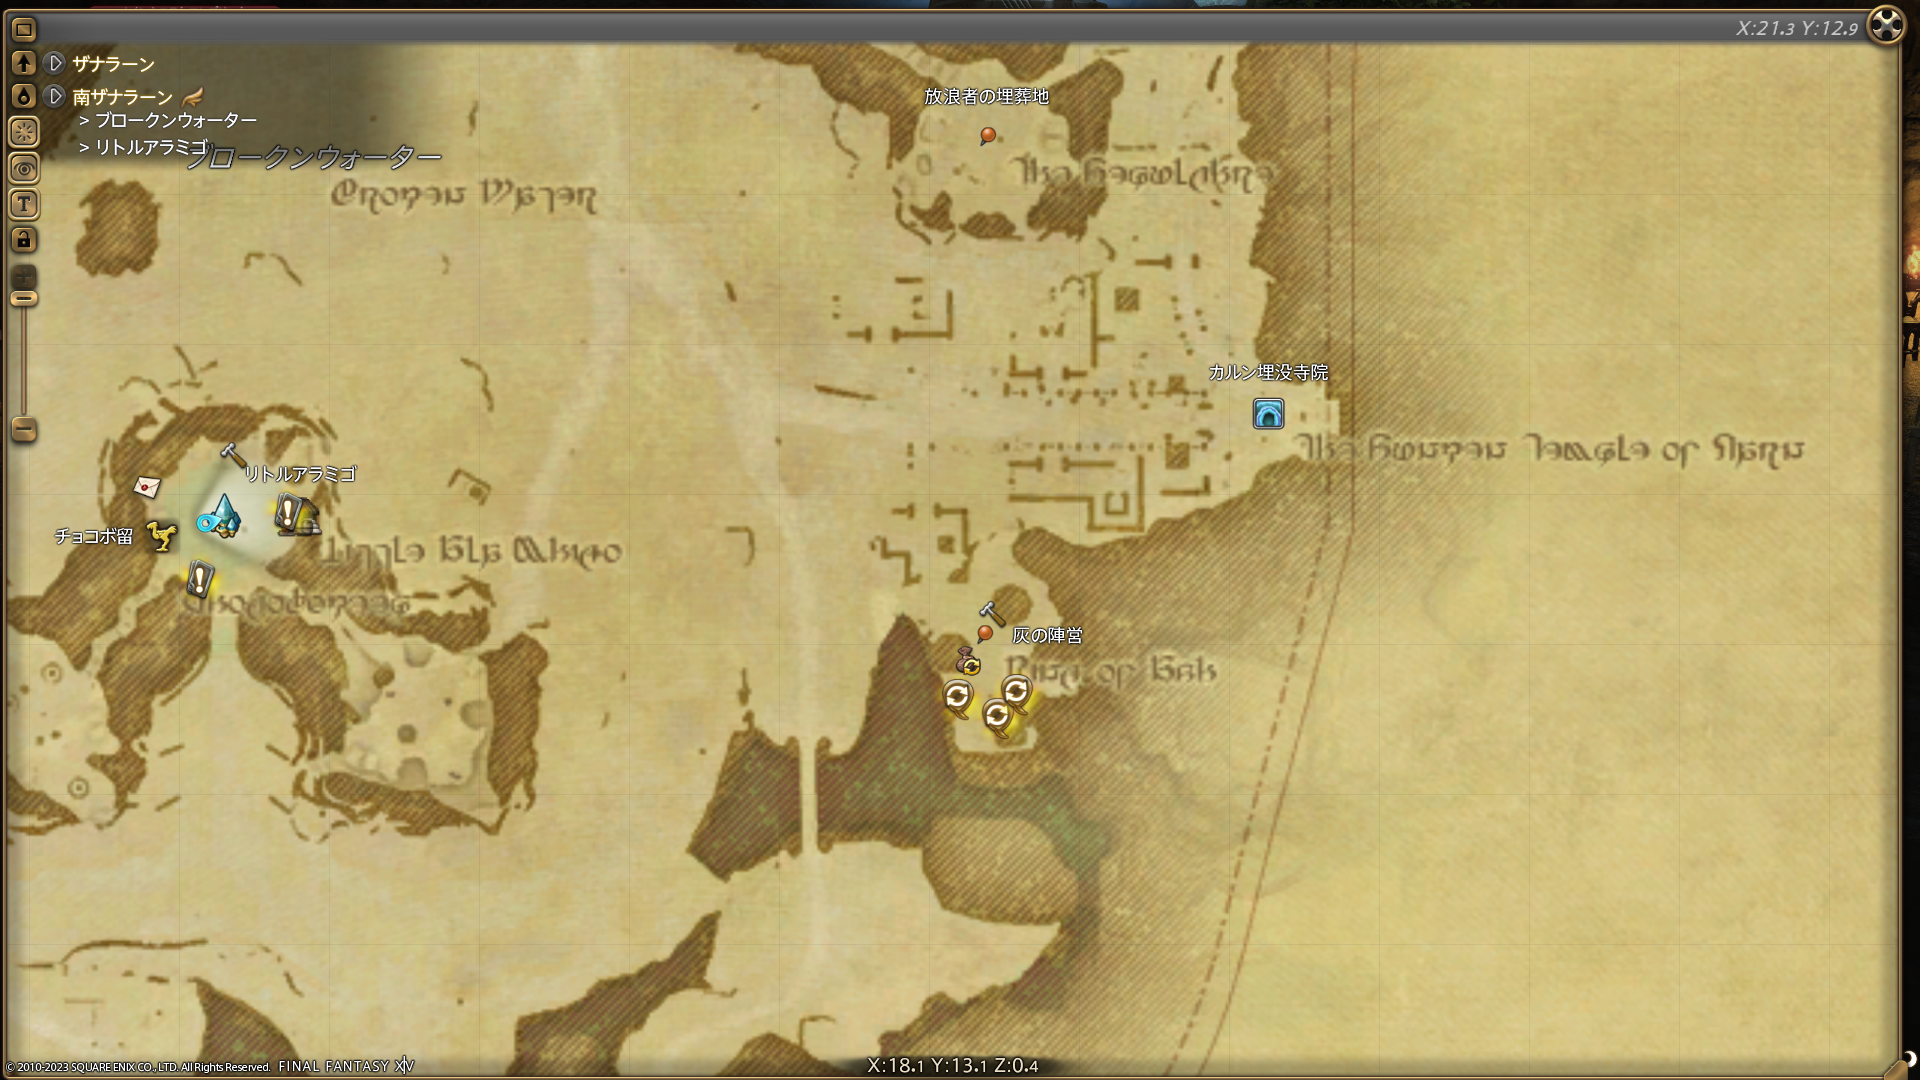 X:21.3 Y:12.9
ザナラーン
南ザナラーン
> ブロークンウォーター
> リトルアラミゴ
ブロークンウォーター
放浪者の埋葬地
カルン埋没寺院
リトルアラミゴ
チョコボ留
灰の陣営
© 2010-2023 SQUARE ENIX CO., LTD. All Rights Reserved. FINAL FANTASY XIV
X:18.1 Y:13.1 Z:0.4